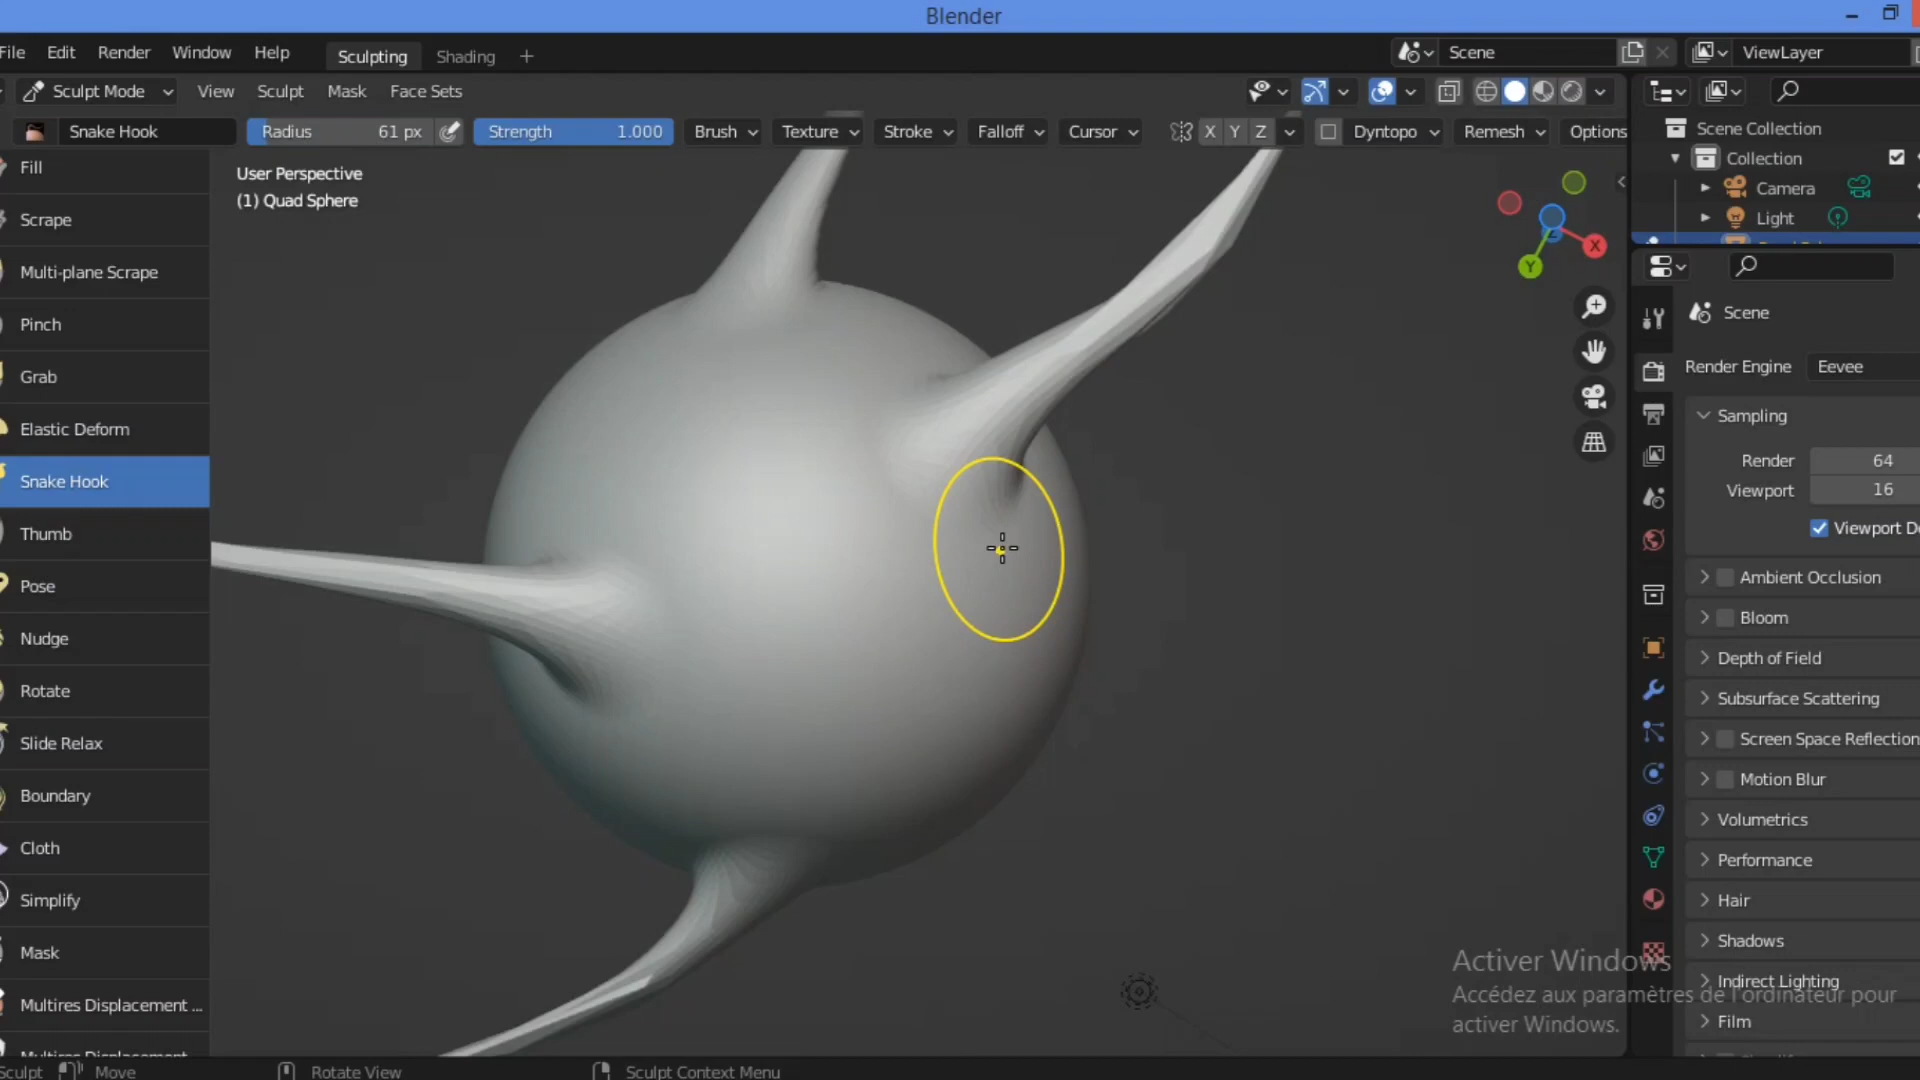 Blender
File Edit Render Window Help Sculpting Shading + Scene ViewLayer
Sculpt Mode View Sculpt Mask Face Sets
Snake Hook Radius 61 px Strength 1.000 Brush Texture Stroke Falloff Cursor X Y Z Dyntopo Remesh Options
Scene Collection
Collection
Camera
Light
User Perspective
(1) Quad Sphere
X
Y
Fill
Scrape
Multi-plane Scrape
Pinch
Grab
Elastic Deform
Snake Hook
Thumb
Pose
Nudge
Rotate
Slide Relax
Boundary
Cloth
Simplify
Mask
Multires Displacement ...
Multires Displacement
Scene
Render Engine Eevee
Sampling
Render 64
Viewport 16
Viewport De
Ambient Occlusion
Bloom
Depth of Field
Subsurface Scattering
Screen Space Reflection
Motion Blur
Volumetrics
Performance
Hair
Shadows
Indirect Lighting
Film
Activer Windows
Accédez aux paramètres de l'ordinateur pour
activer Windows.
Sculpt Move Rotate View Sculpt Context Menu